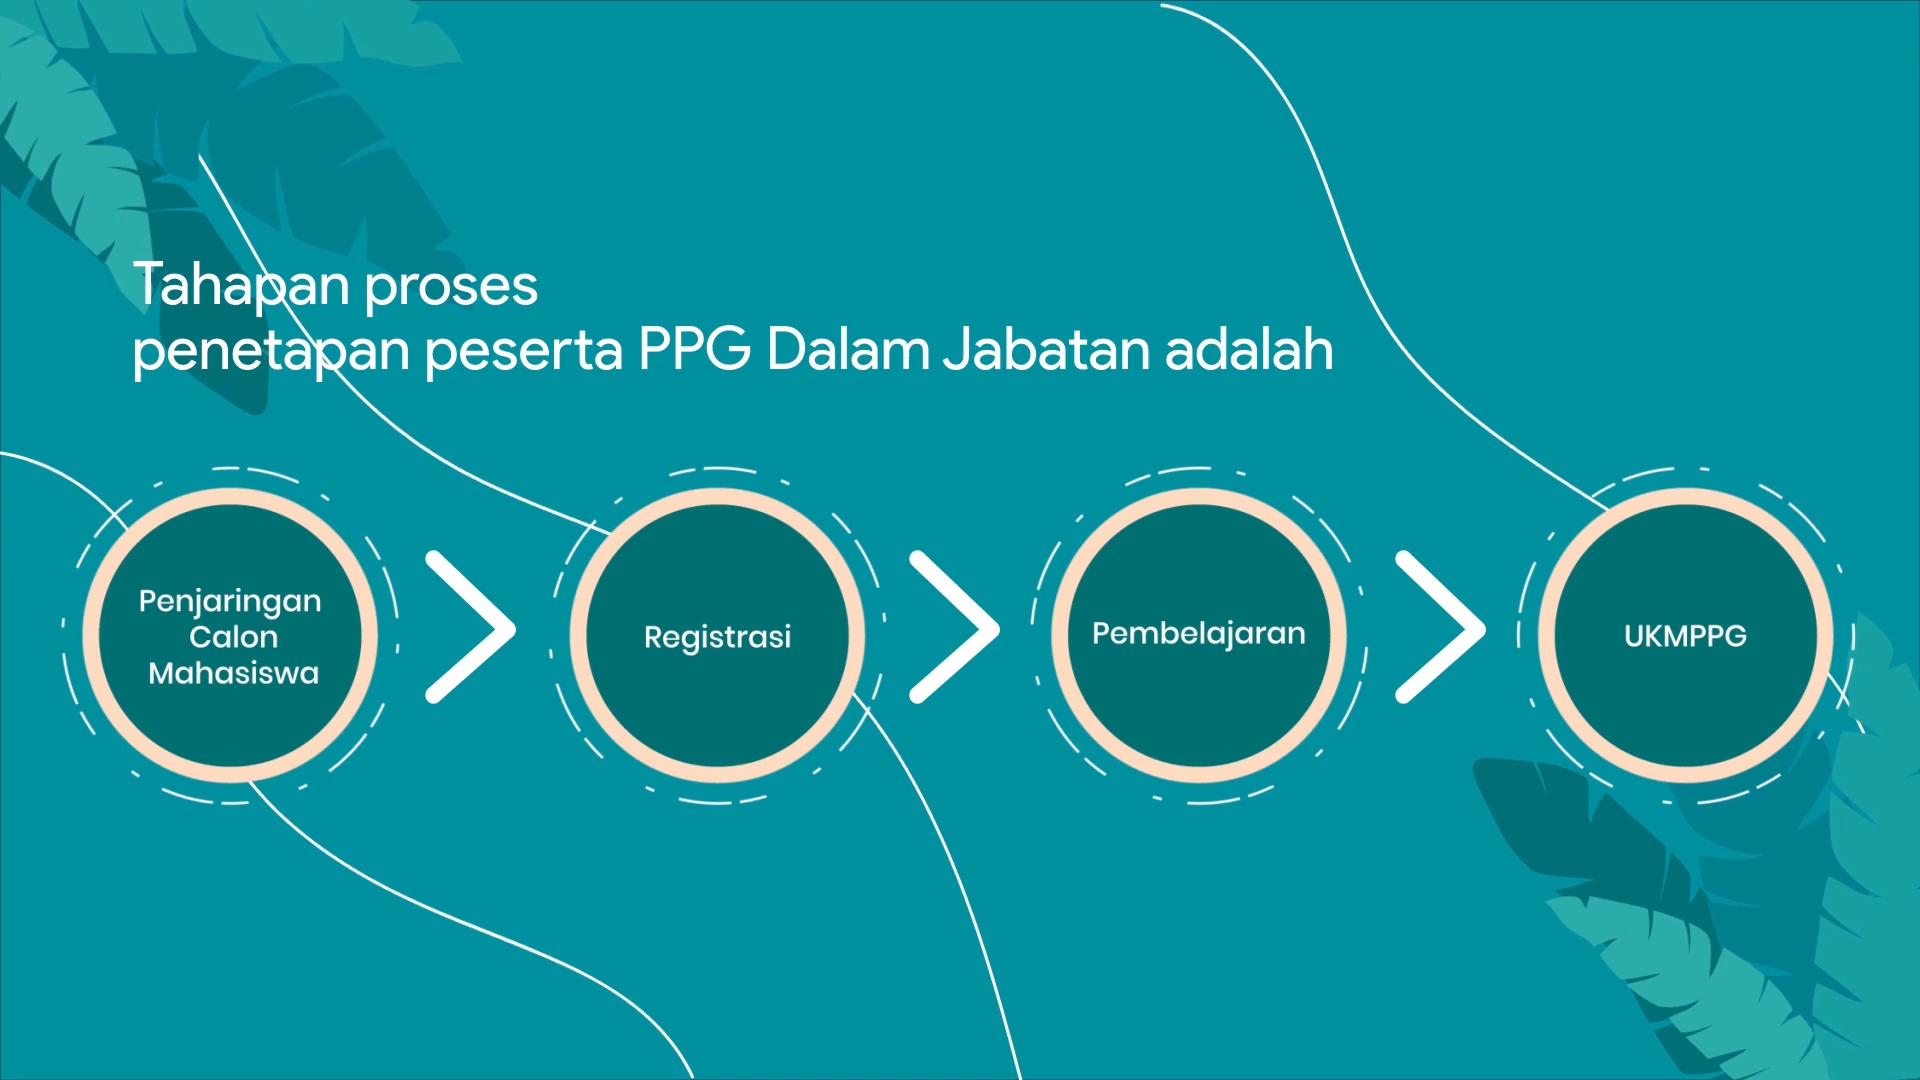 Tahapan proses
penetapan peserta PPG Dalam Jabatan adalah
Penjaringan
Calon
Mahasiswa
Registrasi
Pembelajaran
UKMPPG